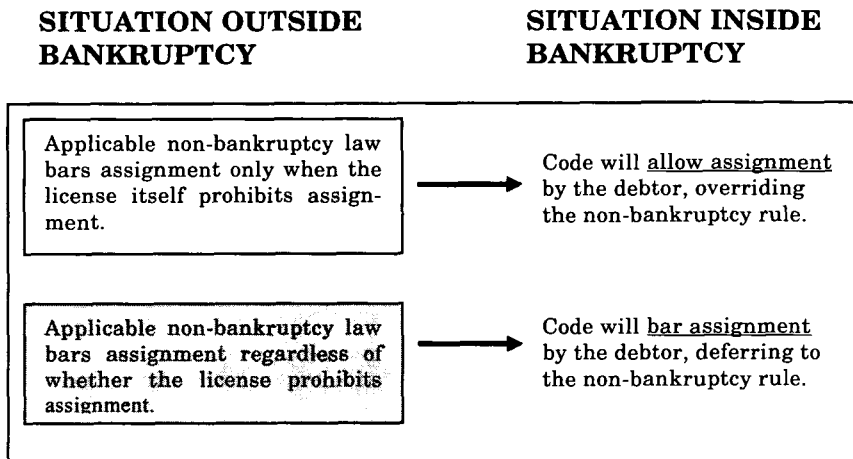 SITUATION OUTSIDE
BANKRUPTCY
SITUATION INSIDE
BANKRUPTCY
Applicable non-bankruptcy law
bars assignment only when the
license itself prohibits assign-
ment.
Code will allow assignment
by the debtor, overriding
the non-bankruptcy rule.
Applicable non-bankruptcy law
bars assignment regardless of
whether the license prohibits
assignment.
Code will bar assignment
by the debtor, deferring to
the non-bankruptcy rule.